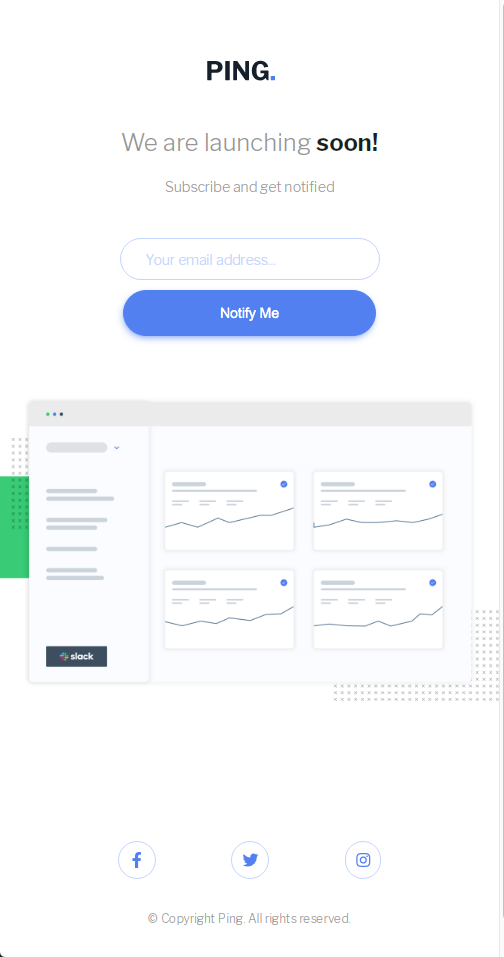 PING.
We are launching soon!
Subscribe and get notified
Your email address...
Notify Me
slack
© Copyright Ping. All rights reserved.